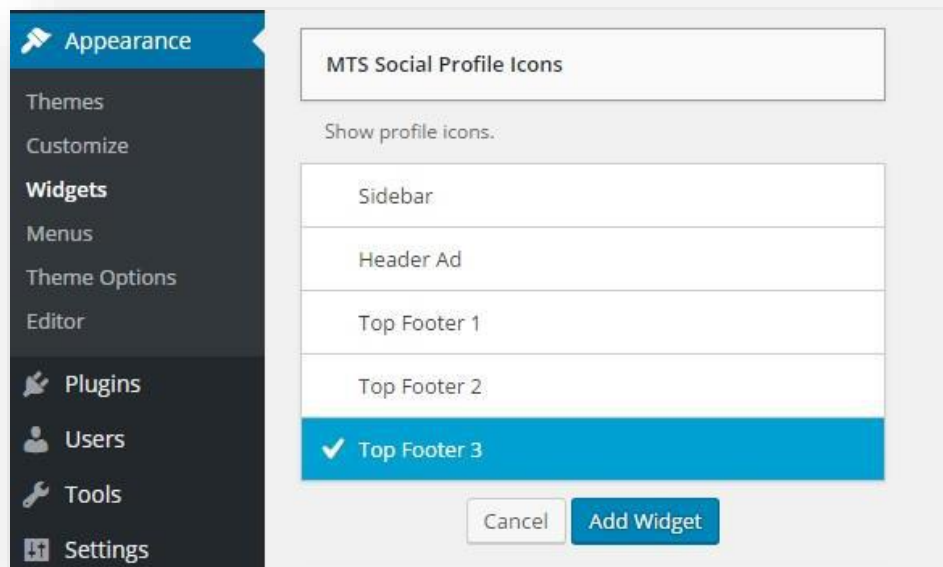 Appearance
Themes
Customize
Widgets
Menus
Theme Options
Editor
Plugins
Users
Tools
Settings
MTS Social Profile Icons
Show profile icons.
Sidebar
Header Ad
Top Footer 1
Top Footer 2
Top Footer 3
Cancel
Add Widget